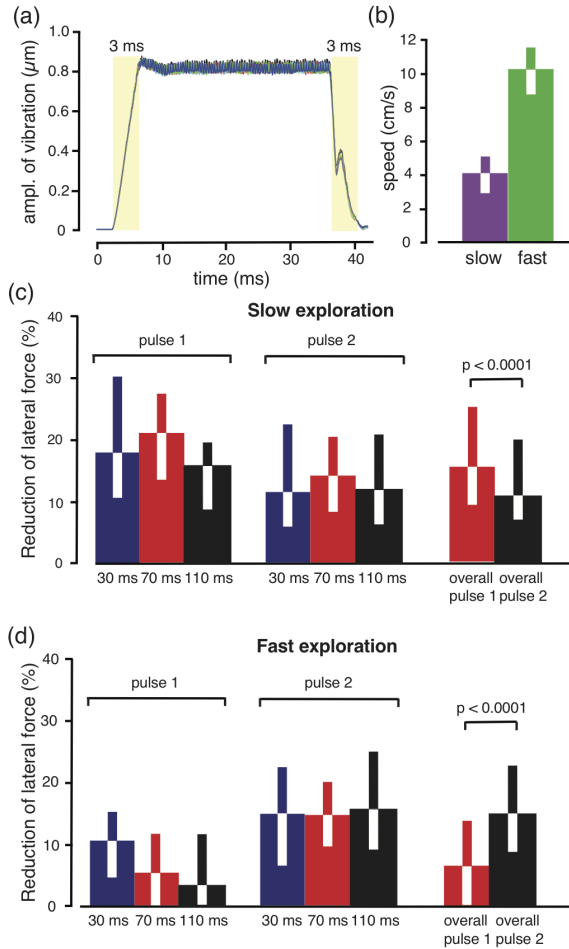 (a)
3 ms
3 ms
ampl. of vibration (µm)
1.0
0.8
0.6
0.4
0.2
0
0
10
20
30
40
time (ms)
(b)
speed (cm/s)
12
10
8
6
4
2
0
slow
fast
(c)
Slow exploration
Reduction of lateral force (%)
40
30
20
10
0
pulse 1
pulse 2
p < 0.0001
30 ms 70 ms 110 ms
30 ms 70 ms 110 ms
overall overall
pulse 1 pulse 2
(d)
Fast exploration
Reduction of lateral force (%)
40
30
20
10
0
pulse 1
pulse 2
p < 0.0001
30 ms 70 ms 110 ms
30 ms 70 ms 110 ms
overall overall
pulse 1 pulse 2